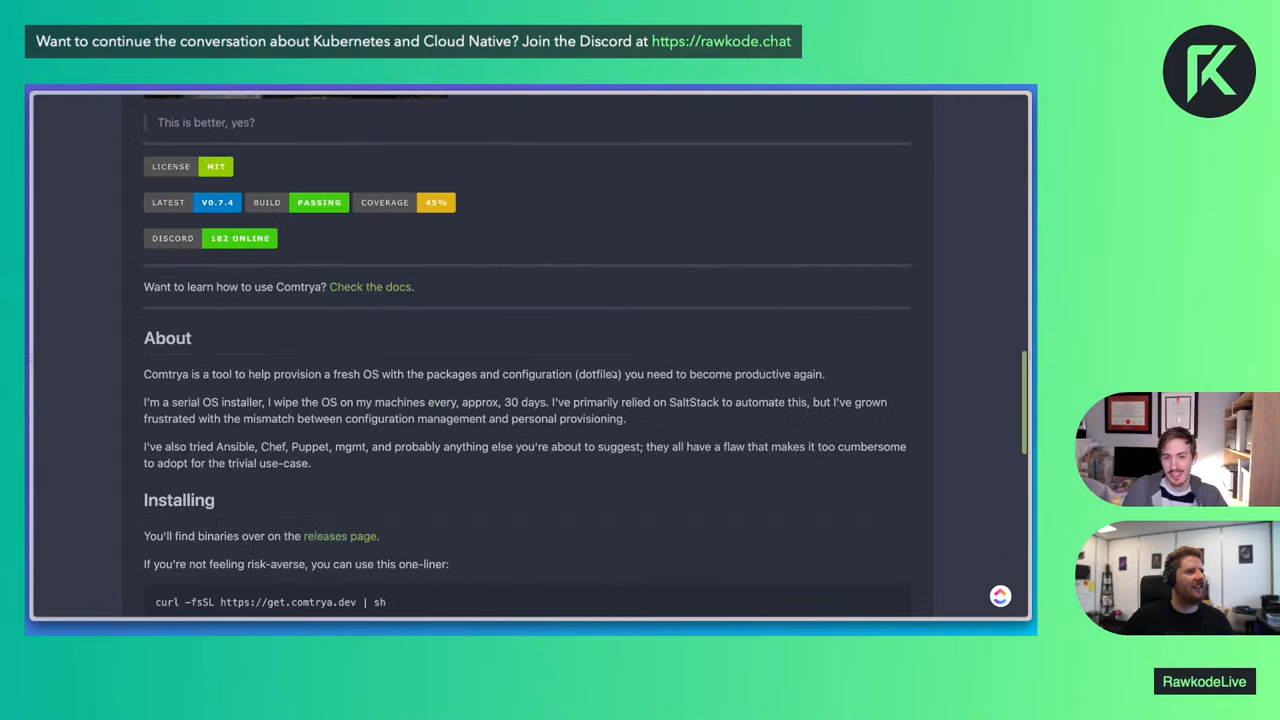 Want to continue the conversation about Kubernetes and Cloud Native? Join the Discord at https://rawkode.chat
This is better, yes?
LICENSE MIT
LATEST V0.7.4 BUILD PASSING COVERAGE 45%
DISCORD 182 ONLINE
Want to learn how to use Comtrya? Check the docs.
About
Comtrya is a tool to help provision a fresh OS with the packages and configuration (dotfiles) you need to become productive again.
I'm a serial OS installer, I wipe the OS on my machines every, approx, 30 days. I've primarily relied on SaltStack to automate this, but I've grown
frustrated with the mismatch between configuration management and personal provisioning.
I've also tried Ansible, Chef, Puppet, mgmt, and probably anything else you're about to suggest; they all have a flaw that makes it too cumbersome
to adopt for the trivial use-case.
Installing
You'll find binaries over on the releases page.
If you're not feeling risk-averse, you can use this one-liner:
curl -fsSL https://get.comtrya.dev | sh
RawkodeLive